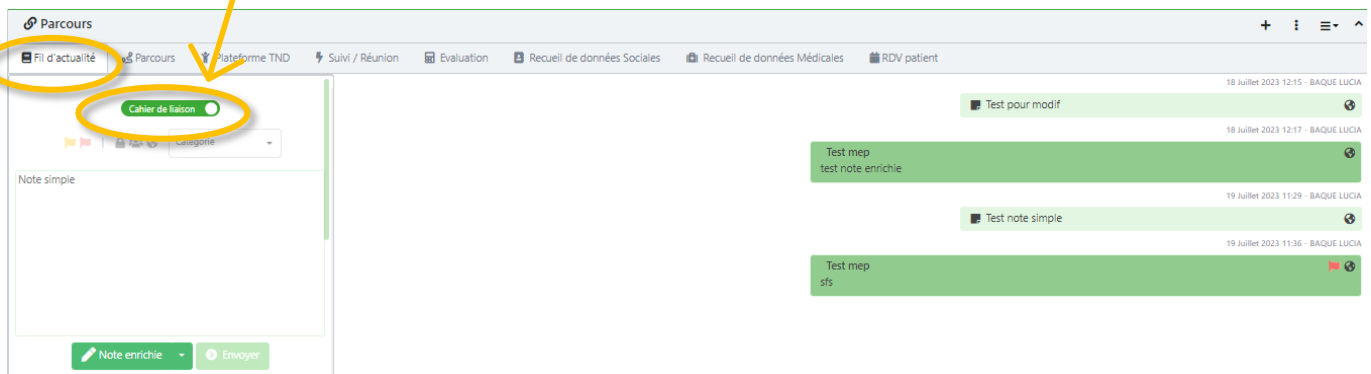 Parcours
Fil d'actualité Parcours Plateforme TND Suivi / Réunion Evaluation Recueil de données Sociales Recueil de données Médicales RDV patient
Cahier de liaison
Catégorie
Note simple
Note enrichie Envoyer
18 Juillet 2023 12:15 - BAQUE LUCIA
Test pour modif
18 Juillet 2023 12:17 - BAQUE LUCIA
Test mep
test note enrichie
19 Juillet 2023 11:29 - BAQUE LUCIA
Test note simple
19 Juillet 2023 11:36 - BAQUE LUCIA
Test mep
sfs